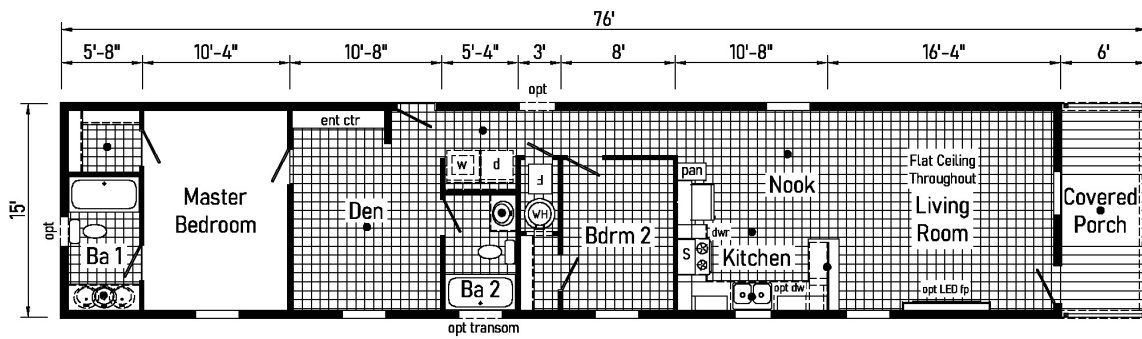 76'
5'-8" 10'-4" 10'-8" 5'-4" 3' 8' 10'-8" 16'-4" 6'
opt
ent ctr
w d
pan
Flat Ceiling
Throughout
Nook
Living
Room
Covered
Porch
Master
Bedroom
Den
F
WH
Bdrm 2
dwr
Kitchen
S
15'
opt
Ba 1
Ba 2
opt dw
opt LED fp
opt transom